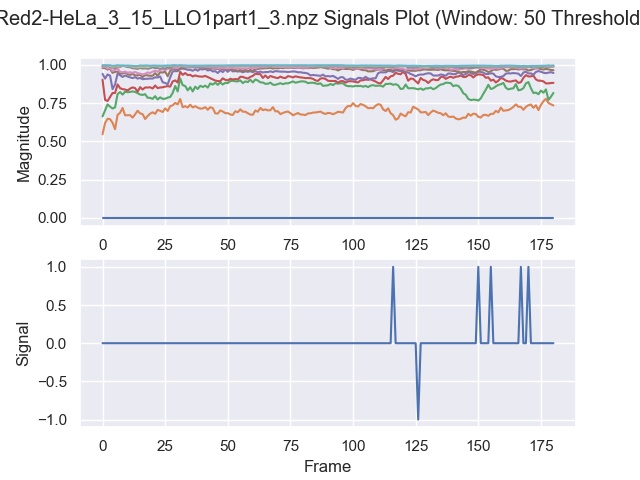 Red2-HeLa_3_15_LLO1part1_3.npz Signals Plot (Window: 50 Threshold
1.00
0.75
0.50
0.25
0.00
Magnitude
0 25 50 75 100 125 150 175
1.0
0.5
0.0
−0.5
−1.0
Signal
0 25 50 75 100 125 150 175
Frame